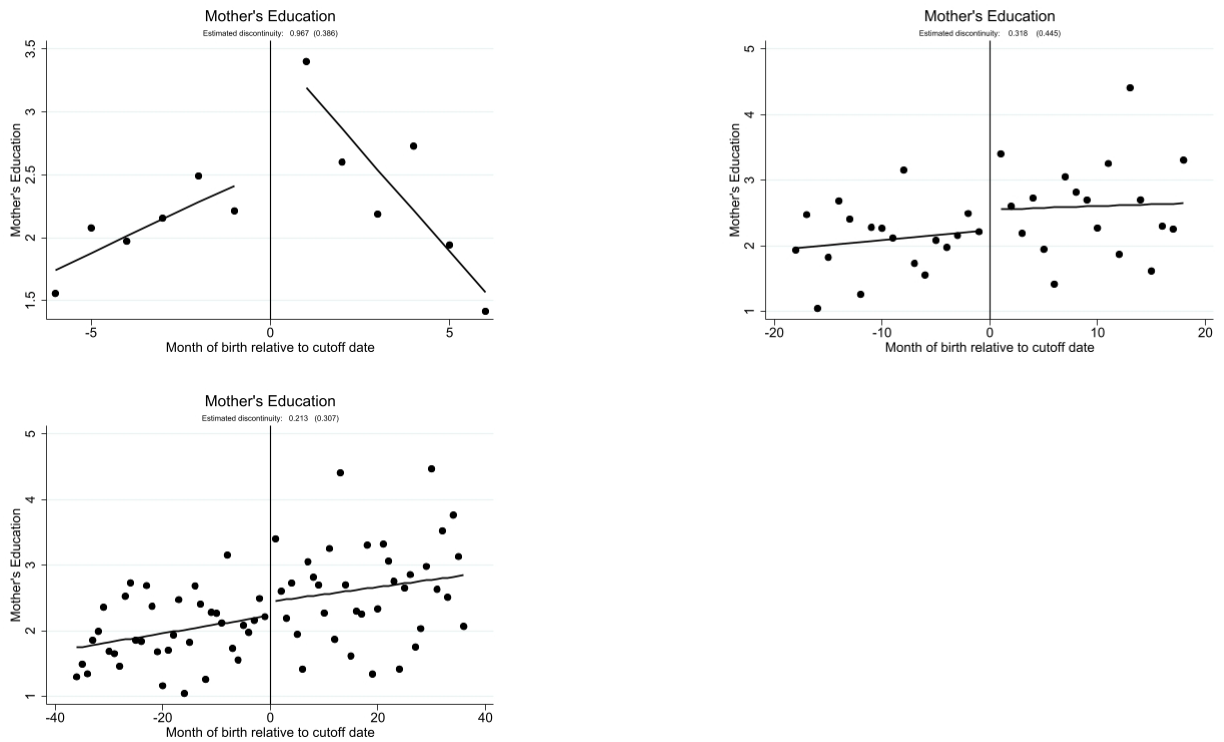 Mother's Education
Estimated discontinuity: 0.967 (0.386)
3.5
3
2.5
2
1.5
Mother's Education
-5
0
5
Month of birth relative to cutoff date
Mother's Education
Estimated discontinuity: 0.318 (0.445)
5
4
3
2
1
Mother's Education
-20
-10
0
10
20
Month of birth relative to cutoff date
Mother's Education
Estimated discontinuity: 0.213 (0.307)
5
4
3
2
1
Mother's Education
-40
-20
0
20
40
Month of birth relative to cutoff date